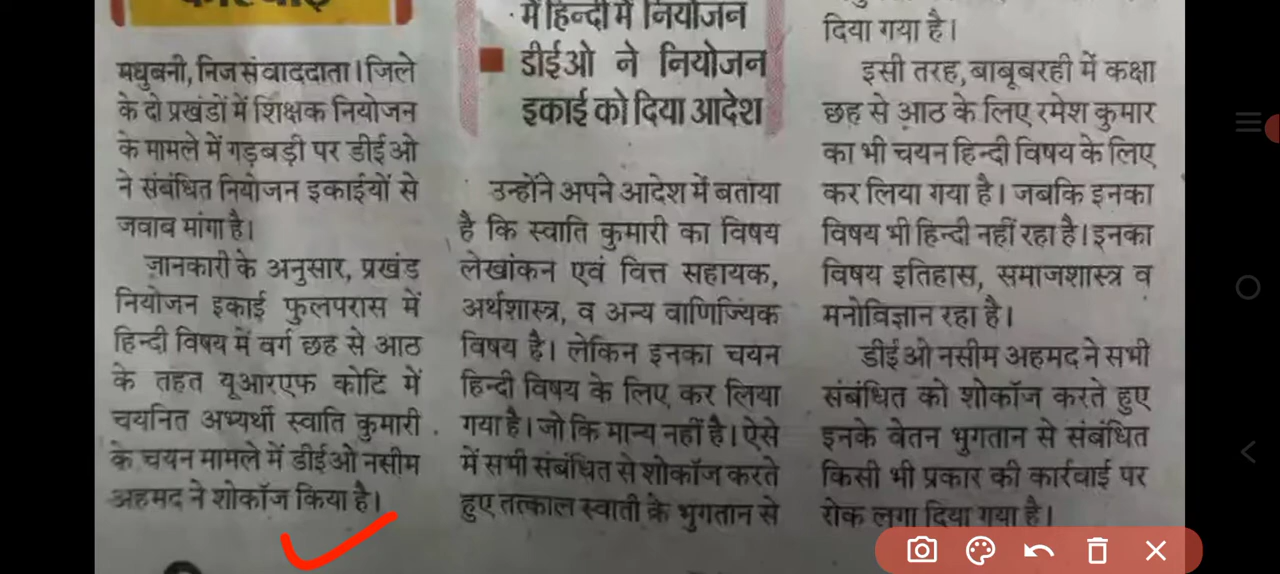 मधुबनी, निज संवाददाता। जिले
के दो प्रखंडों में शिक्षक नियोजन
के मामले में गड़बड़ी पर डीईओ
ने संबंधित नियोजन इकाईयों से
जवाब मांगा है।
जानकारी के अनुसार, प्रखंड
नियोजन इकाई फुलपरास में
हिन्दी विषय में वर्ग छह से आठ
के तहत यूआरएफ कोटि में
चयनित अभ्यर्थी स्वाति कुमारी
के चयन मामले में डीईओ नसीम
अहमद ने शोकॉज किया है।
में हिन्दी में नियोजन
डीईओ ने नियोजन
इकाई को दिया आदेश
उन्होंने अपने आदेश में बताया
है कि स्वाति कुमारी का विषय
लेखांकन एवं वित्त सहायक,
अर्थशास्त्र, व अन्य वाणिज्यिक
विषय है। लेकिन इनका चयन
हिन्दी विषय के लिए कर लिया
गया है। जो कि मान्य नहीं है। ऐसे
में सभी संबंधित से शोकॉज करते
हुए तत्काल स्वाती के भुगतान से
दिया गया है।
इसी तरह, बाबूबरही में कक्षा
छह से आठ के लिए रमेश कुमार
का भी चयन हिन्दी विषय के लिए
कर लिया गया है। जबकि इनका
विषय भी हिन्दी नहीं रहा है। इनका
विषय इतिहास, समाजशास्त्र व
मनोविज्ञान रहा है।
डीईओ नसीम अहमद ने सभी
संबंधित को शोकॉज करते हुए
इनके वेतन भुगतान से संबंधित
किसी भी प्रकार की कार्रवाई पर
रोक लगा दिया गया है।